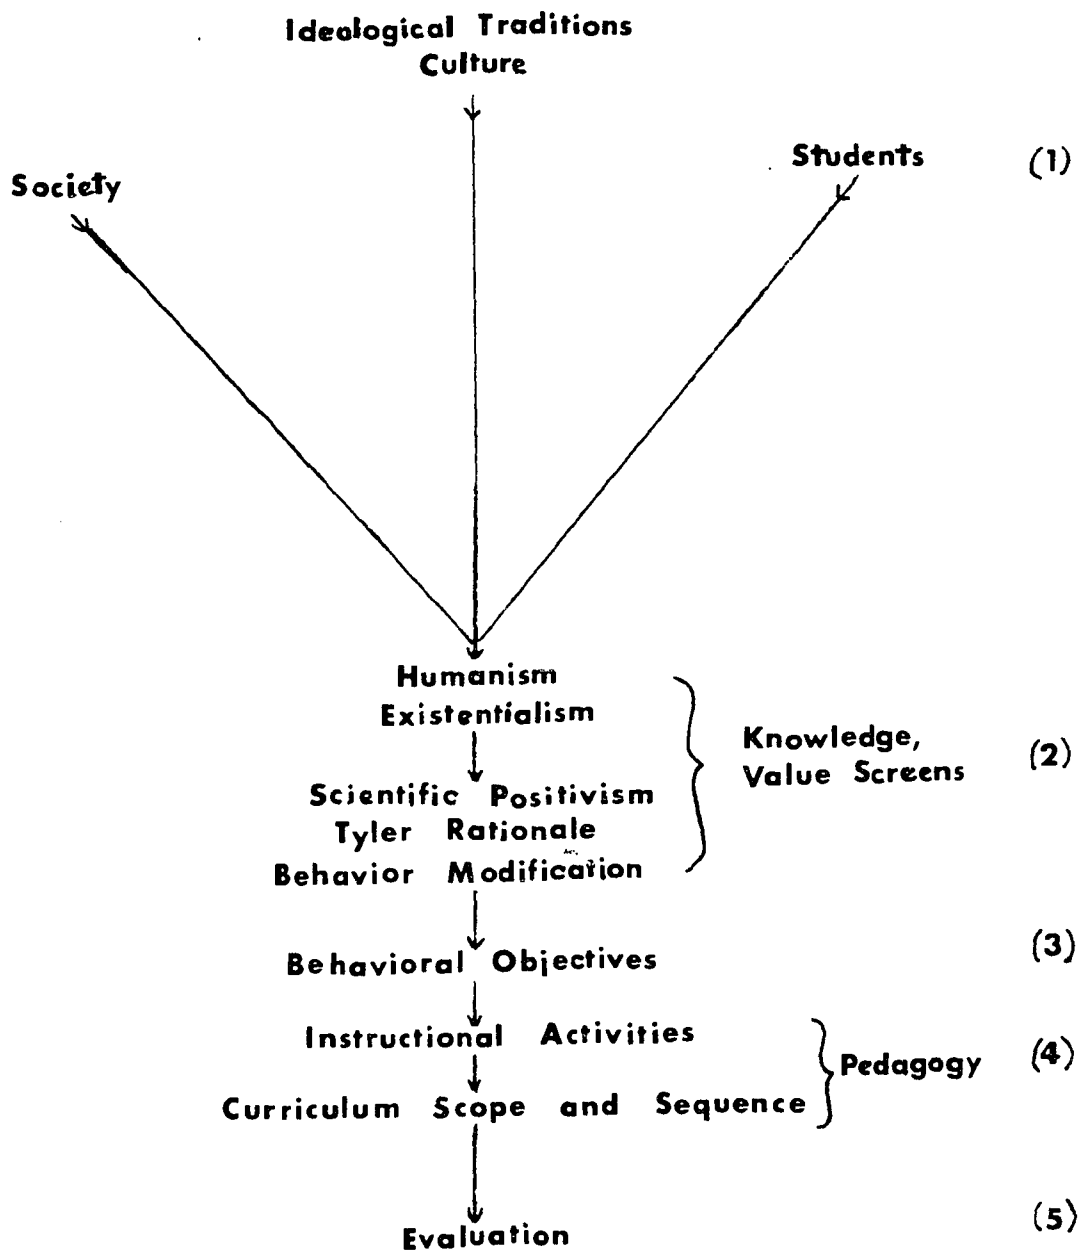 Ideological Traditions
Culture
Students (1)
Society
Humanism
Existentialism
Knowledge,
Value Screens (2)
Scientific Positivism
Tyler Rationale
Behavior Modification
Behavioral Objectives (3)
Instructional Activities
Pedagogy (4)
Curriculum Scope and Sequence
Evaluation (5)